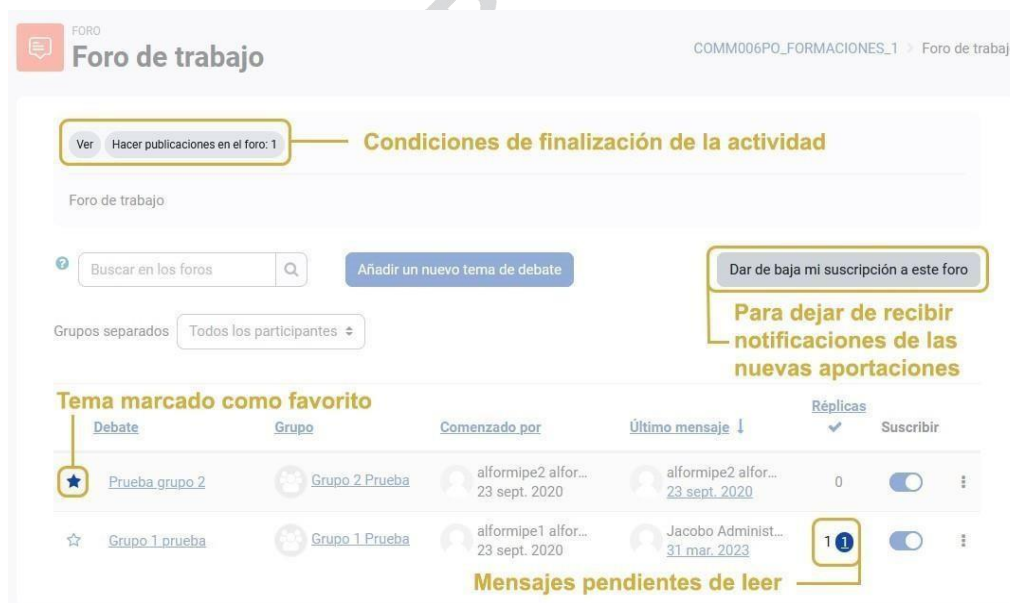 FORO
Foro de trabajo
COMM006PO_FORMACIONES_1 > Foro de trabaj
Ver Hacer publicaciones en el foro: 1
Condiciones de finalización de la actividad
Foro de trabajo
Buscar en los foros
Añadir un nuevo tema de debate
Dar de baja mi suscripción a este foro
Para dejar de recibir
notificaciones de las
nuevas aportaciones
Grupos separados Todos los participantes
Tema marcado como favorito
Debate Grupo Comenzado por Último mensaje ↓ Réplicas Suscribir
Prueba grupo 2 Grupo 2 Prueba alformipe2 alfor... alformipe2 alfor... 0
23 sept. 2020 23 sept. 2020
Grupo 1 prueba Grupo 1 Prueba alformipe1 alfor... Jacobo Administ... 1 1
23 sept. 2020 31 mar. 2023
Mensajes pendientes de leer